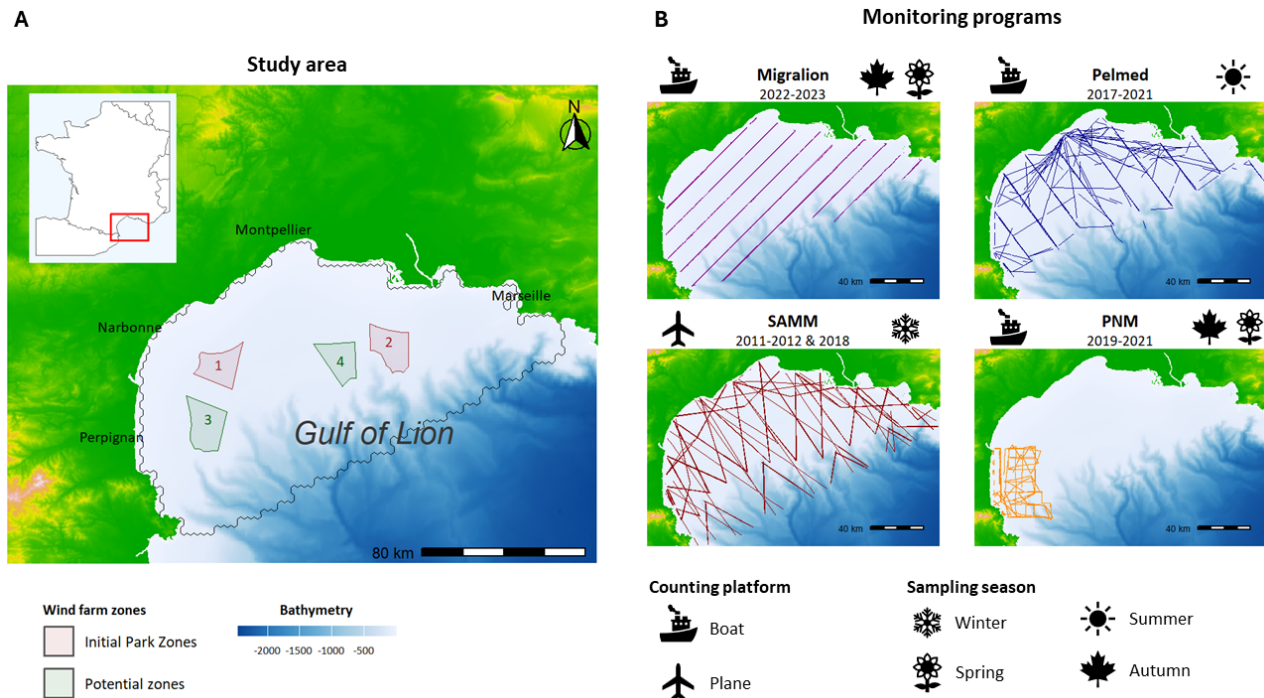 A
Study area
N
Montpellier
Marseille
Narbonne
1
2
4
3
Perpignan
Gulf of Lion
80 km
Wind farm zones
Initial Park Zones
Potential zones
Bathymetry
-2000 -1500 -1000 -500
B
Monitoring programs
Migralion
2022-2023
40 km
Pelmed
2017-2021
40 km
SAMM
2011-2012 & 2018
40 km
PNM
2019-2021
40 km
Counting platform
Boat
Plane
Sampling season
Winter
Summer
Spring
Autumn